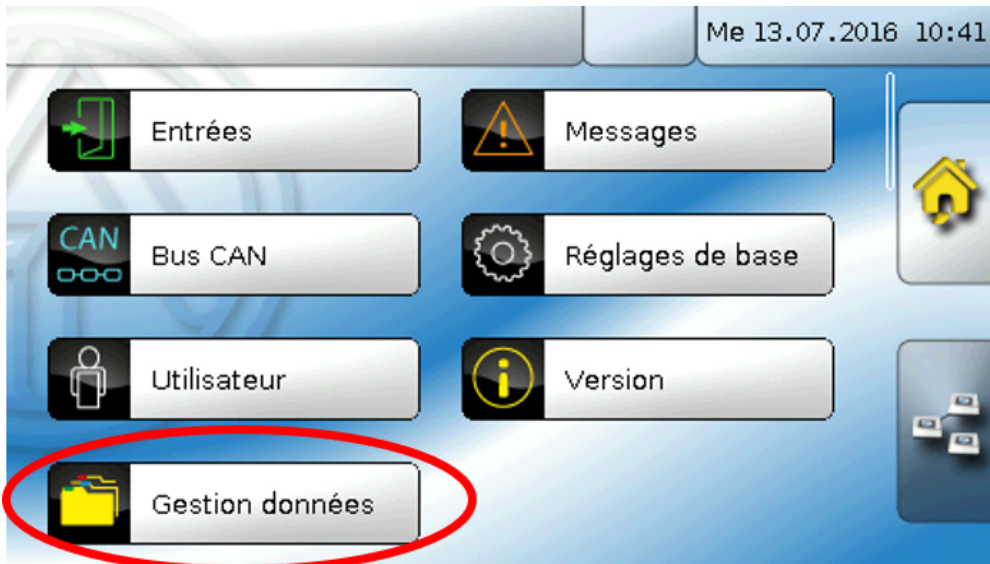 Me 13.07.2016 10:41
Entrées
Messages
CAN
Bus CAN
Réglages de base
Utilisateur
Version
Gestion données